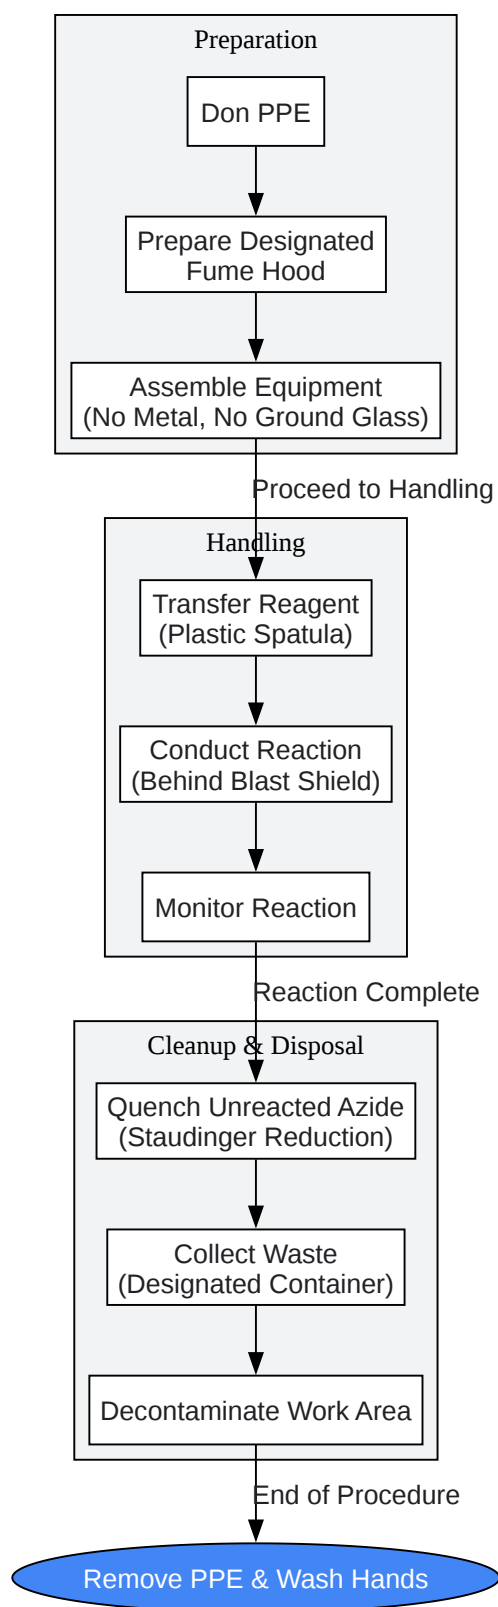 Preparation
Don PPE
Prepare Designated
Fume Hood
Assemble Equipment
(No Metal, No Ground Glass)
Proceed to Handling
Handling
Transfer Reagent
(Plastic Spatula)
Conduct Reaction
(Behind Blast Shield)
Monitor Reaction
Reaction Complete
Cleanup & Disposal
Quench Unreacted Azide
(Staudinger Reduction)
Collect Waste
(Designated Container)
Decontaminate Work Area
End of Procedure
Remove PPE & Wash Hands